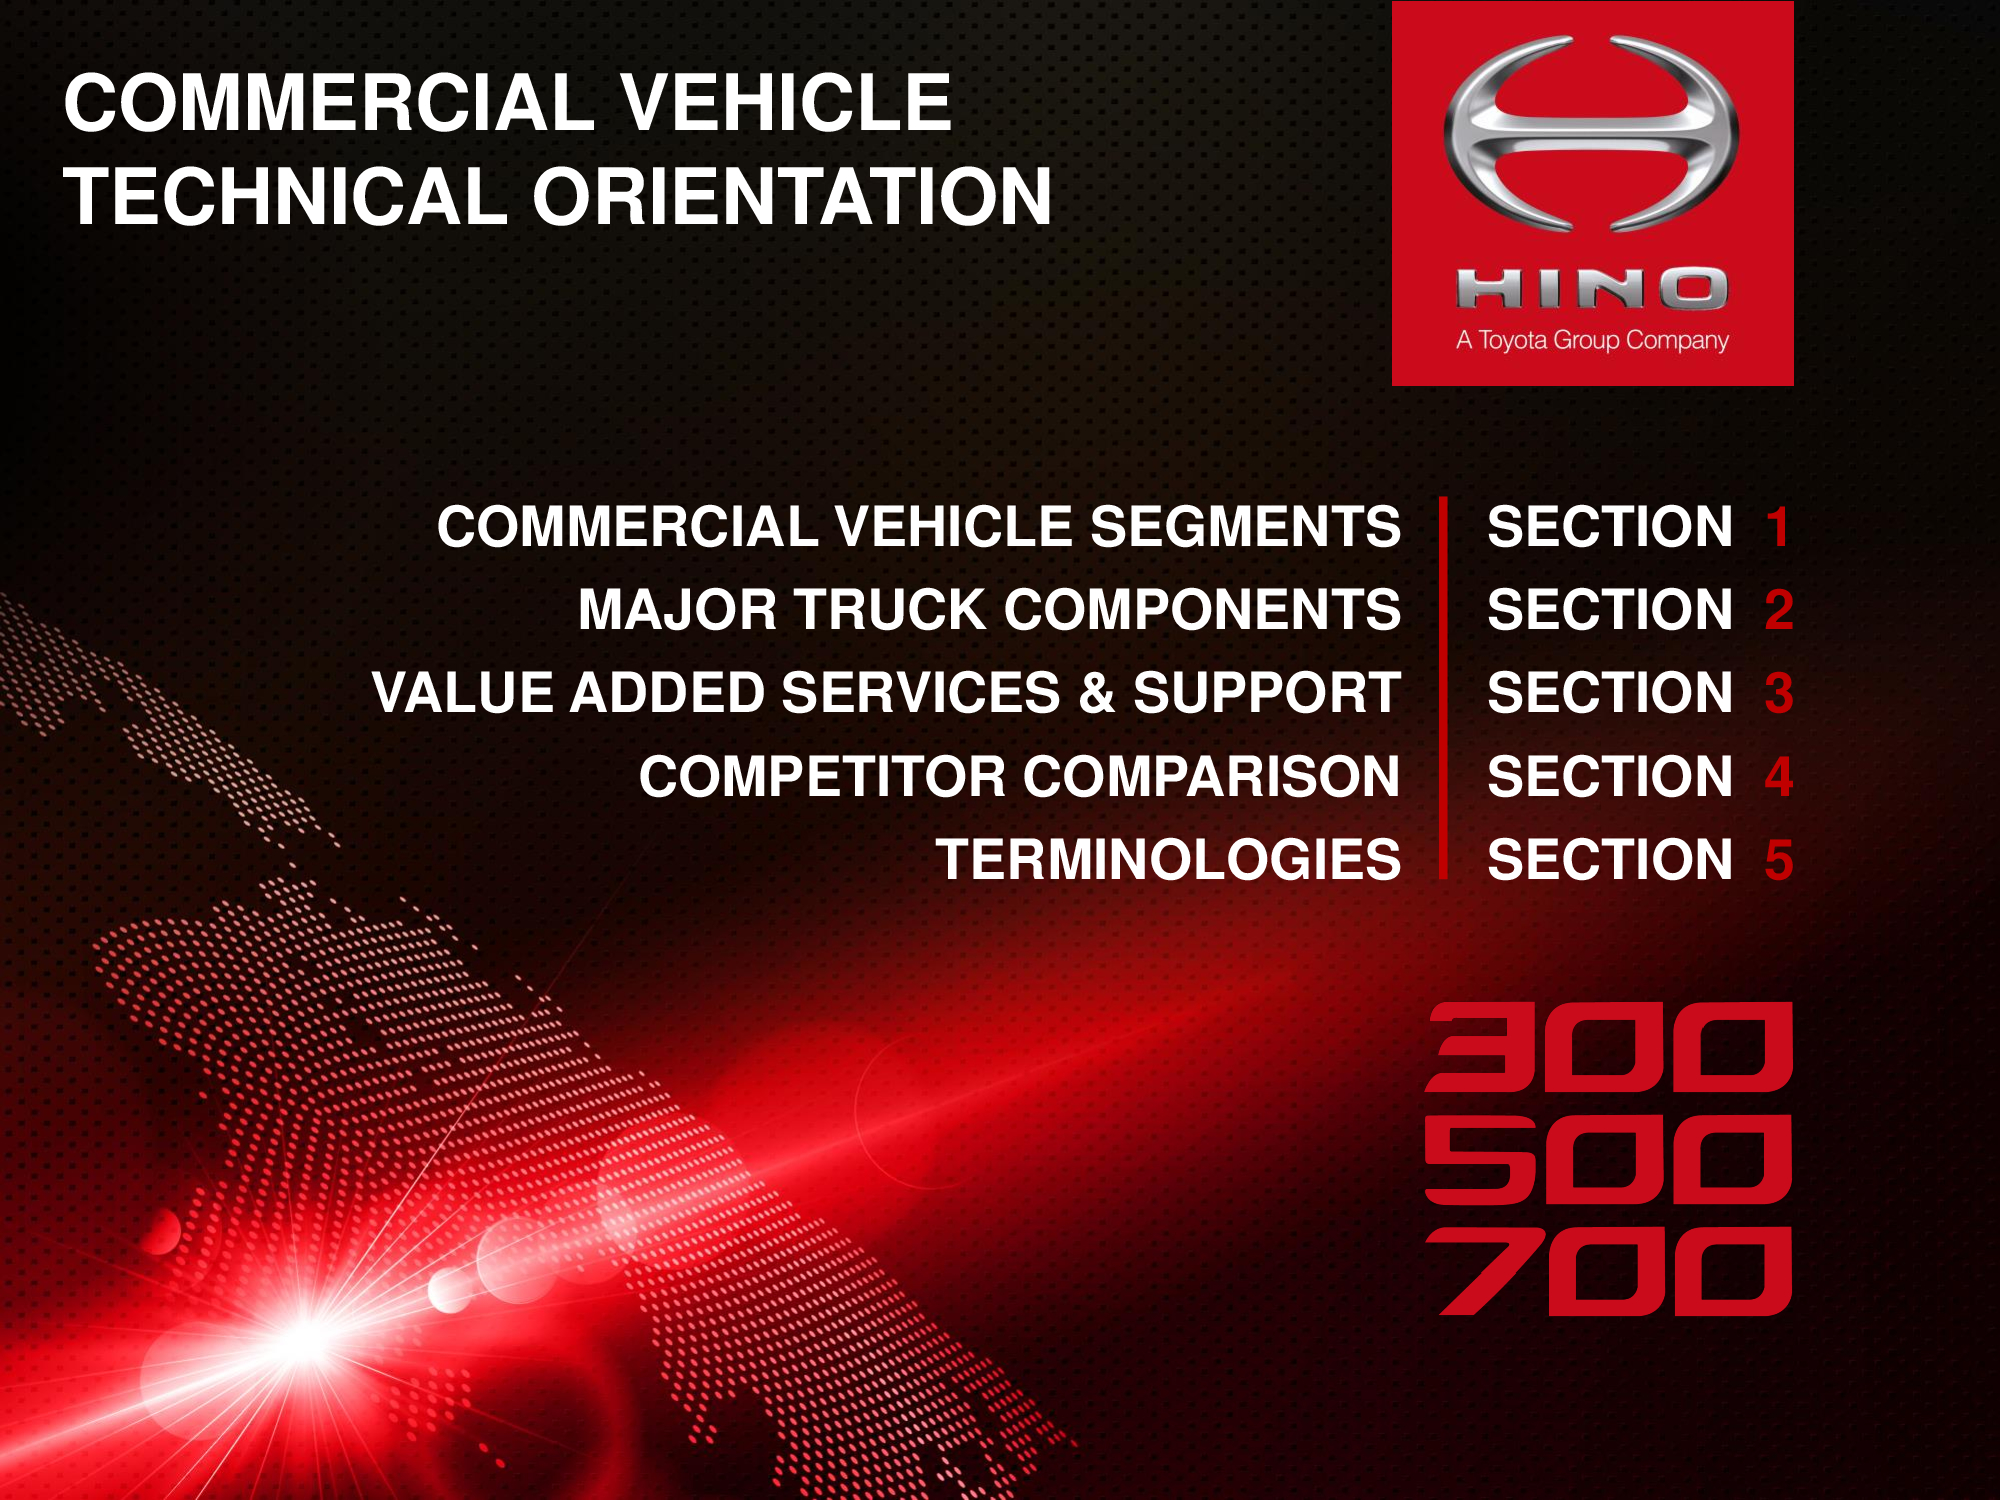 COMMERCIAL VEHICLE
TECHNICAL ORIENTATION
HINO
A Toyota Group Company
COMMERCIAL VEHICLE SEGMENTS SECTION 1
MAJOR TRUCK COMPONENTS SECTION 2
VALUE ADDED SERVICES & SUPPORT SECTION 3
COMPETITOR COMPARISON SECTION 4
TERMINOLOGIES SECTION 5
300
500
700